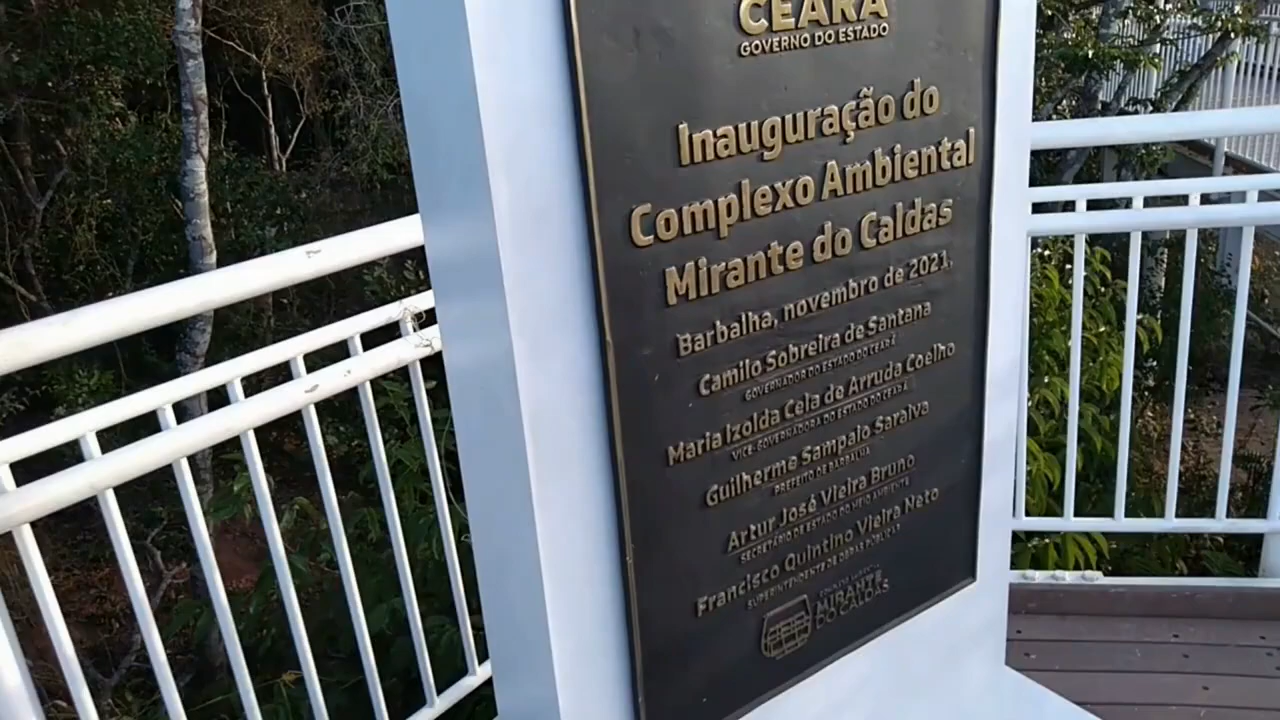 CEARÁ
GOVERNO DO ESTADO
Inauguração do
Complexo Ambiental
Mirante do Caldas
Barbalha, novembro de 2021.
Camilo Sobreira de Santana
GOVERNADOR DO ESTADO DO CEARÁ
Maria Izolda Cela de Arruda Coelho
VICE-GOVERNADORA DO ESTADO DO CEARÁ
Guilherme Sampaio Saraiva
PREFEITO DE BARBALHA
Artur José Vieira Bruno
SECRETÁRIO DE ESTADO DO MEIO AMBIENTE
Francisco Quintino Vieira Neto
SUPERINTENDENTE DE OBRAS PÚBLICAS
MIRANTE
DO CALDAS